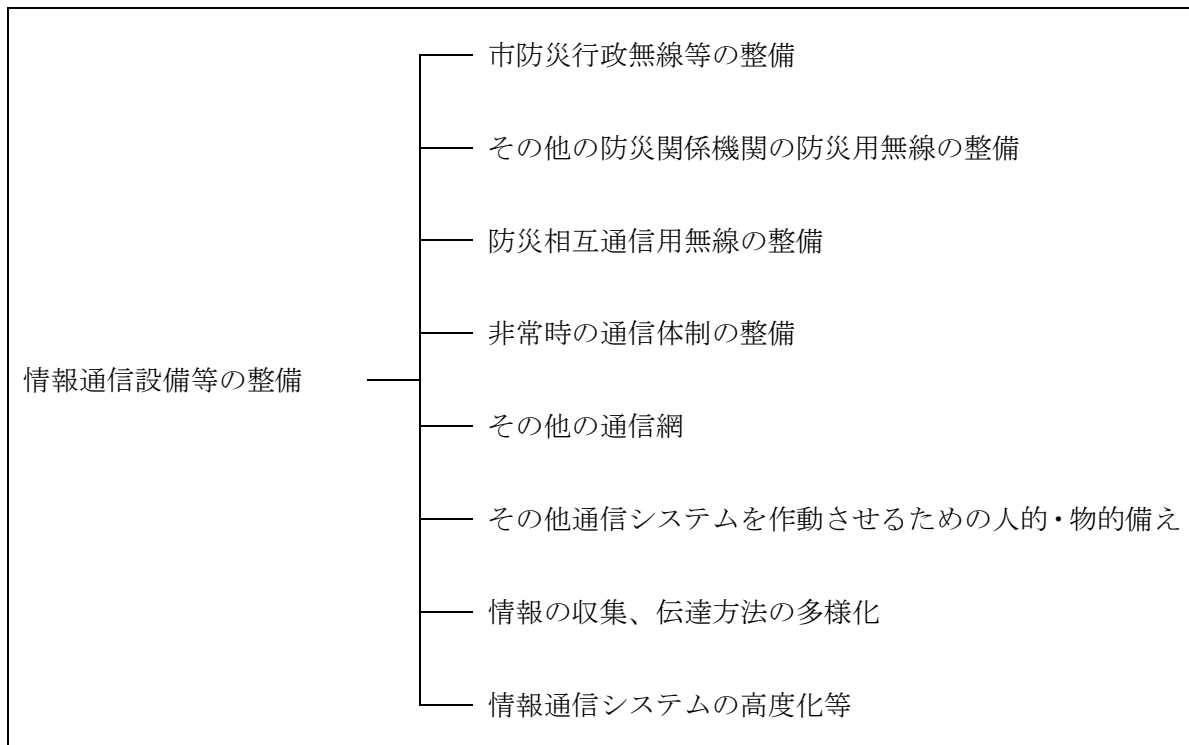 市防災行政無線等の整備
その他の防災関係機関の防災用無線の整備
防災相互通信用無線の整備
非常時の通信体制の整備
情報通信設備等の整備
その他の通信網
その他通信システムを作動させるための人的・物的備え
情報の収集、伝達方法の多様化
情報通信システムの高度化等